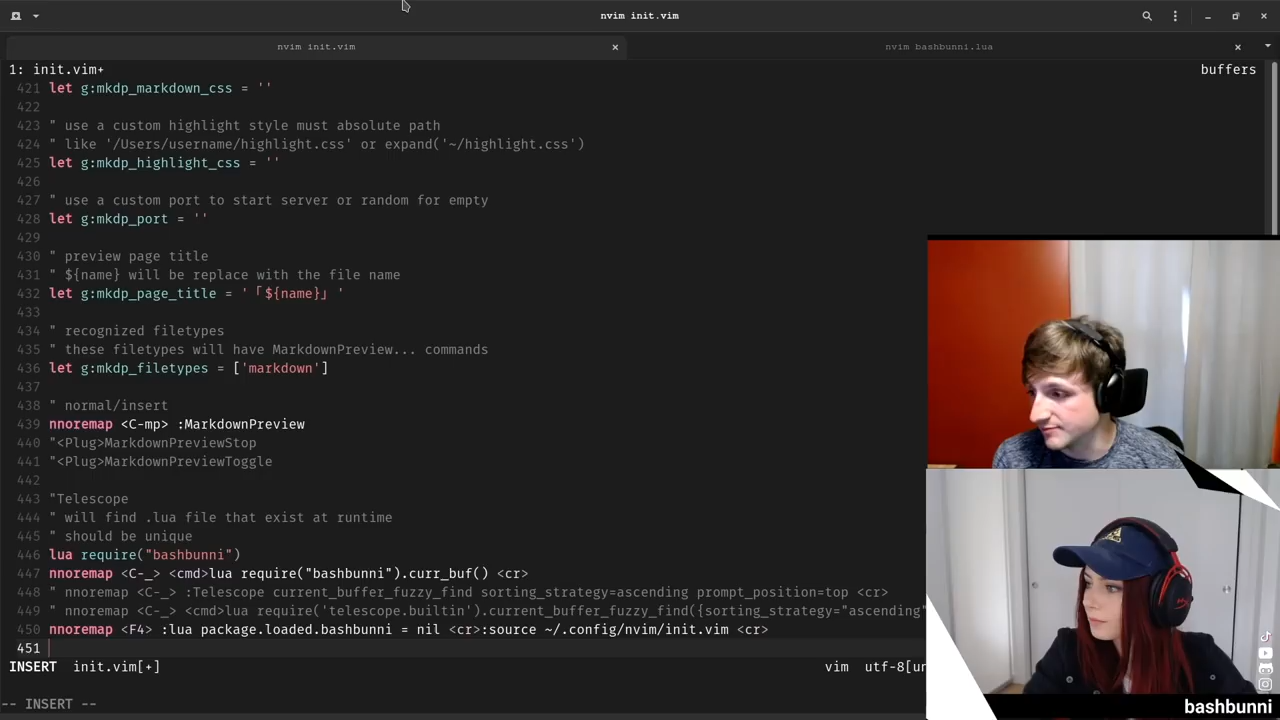 nvim init.vim
nvim init.vim
nvim bashbunni.lua
1: init.vim+
buffers
421 let g:mkdp_markdown_css = ''
422
423 " use a custom highlight style must absolute path
424 " like '/Users/username/highlight.css' or expand('~/highlight.css')
425 let g:mkdp_highlight_css = ''
426
427 " use a custom port to start server or random for empty
428 let g:mkdp_port = ''
429
430 " preview page title
431 " ${name} will be replace with the file name
432 let g:mkdp_page_title = '「${name}」'
433
434 " recognized filetypes
435 " these filetypes will have MarkdownPreview... commands
436 let g:mkdp_filetypes = ['markdown']
437
438 " normal/insert
439 nnoremap <C-mp> :MarkdownPreview
440 "<Plug>MarkdownPreviewStop
441 "<Plug>MarkdownPreviewToggle
442
443 "Telescope
444 " will find .lua file that exist at runtime
445 " should be unique
446 lua require("bashbunni")
447 nnoremap <C-_> <cmd>lua require("bashbunni").curr_buf() <cr>
448 " nnoremap <C-_> :Telescope current_buffer_fuzzy_find sorting_strategy=ascending prompt_position=top <cr>
449 " nnoremap <C-_> <cmd>lua require('telescope.builtin').current_buffer_fuzzy_find({sorting_strategy="ascending"
450 nnoremap <F4> :lua package.loaded.bashbunni = nil <cr>:source ~/.config/nvim/init.vim <cr>
451
INSERT init.vim[+]
vim utf-8[un
-- INSERT --
bashbunni